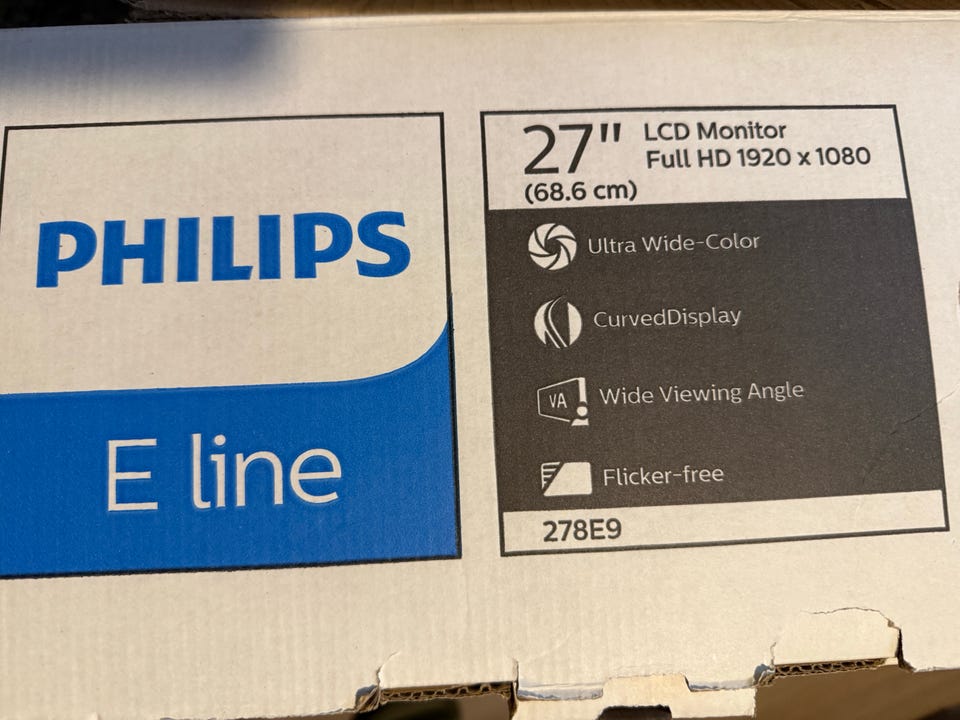 PHILIPS
E line
27"
(68.6 cm)
LCD Monitor
Full HD 1920 x 1080
Ultra Wide-Color
CurvedDisplay
VA
Wide Viewing Angle
Flicker-free
278E9